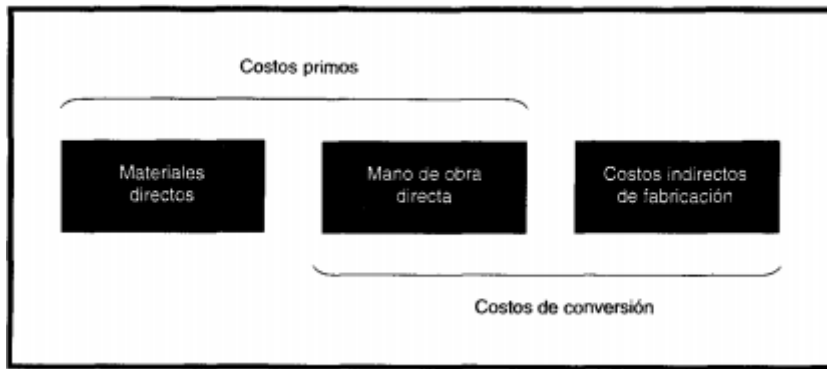 Costos primos
Materiales
directos
Mano de obra
directa
Costos indirectos
de fabricación
Costos de conversión